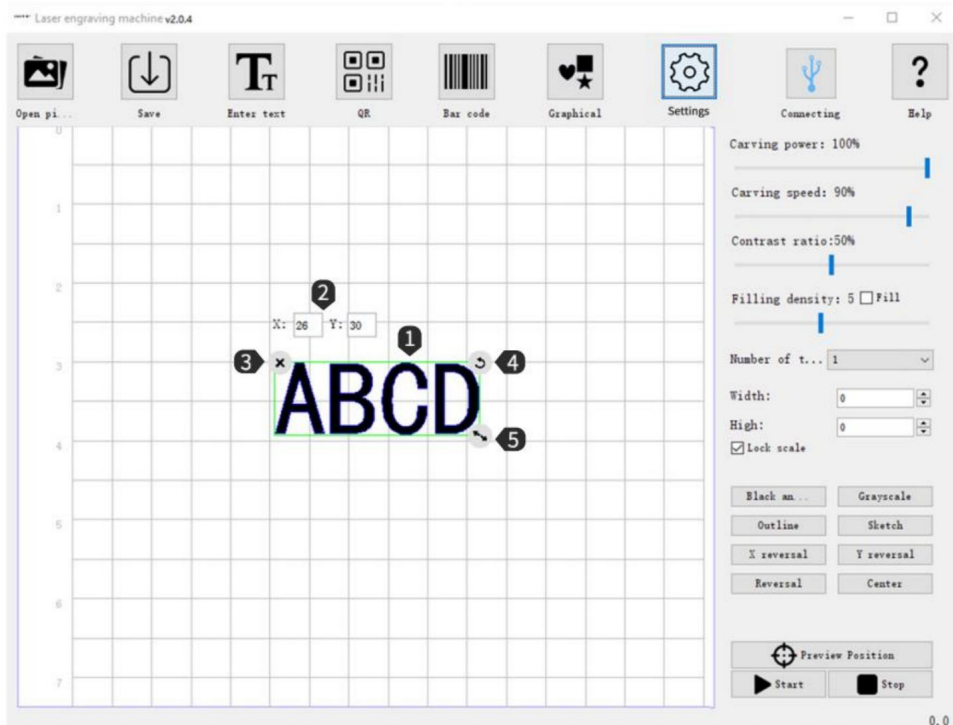 Laser engraving machine v2.0.4
Open pi...
Save
Enter text
QR
Bar code
Graphical
Settings
Connecting
Help
0
1
2
3
4
5
6
7
2
X: 26 Y: 30
1
3
4
ABCD
5
Carving power: 100%
Carving speed: 90%
Contrast ratio:50%
Filling density: 5 Fill
Number of t... 1
Width: 0
High: 0
Lock scale
Black an... Grayscale
Outline Sketch
X reversal Y reversal
Reversal Center
Preview Position
Start Stop
0, 0